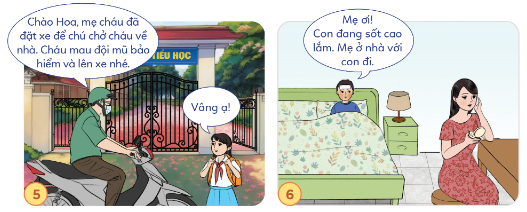 Chào Hoa, mẹ cháu đã
đặt xe để chú chở cháu về
nhà. Cháu mau đội mũ bảo
hiểm và lên xe nhé.
TIỂU HỌC
Vâng ạ!
5
Mẹ ơi!
Con đang sốt cao
lắm. Mẹ ở nhà với
con đi.
6